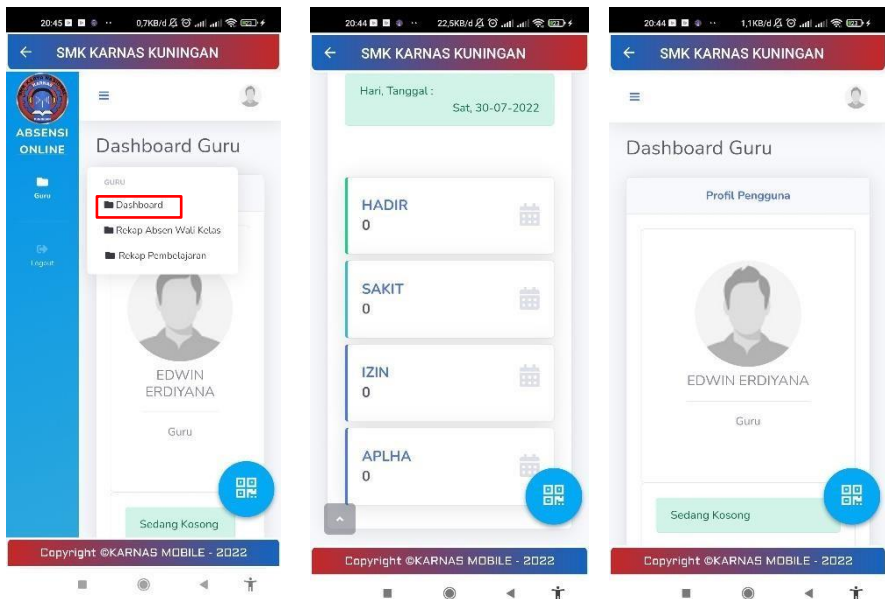 20:45
0,7KB/d
SMK KARNAS KUNINGAN
ABSENSI
ONLINE
Guru
Logout
Dashboard Guru
GURU
Dashboard
Rekap Absen Wali Kelas
Rekap Pembelajaran
EDWIN
ERDIYANA
Guru
Sedang Kosong
Copyright ©KARNAS MOBILE - 2022
20:44
22,5KB/d
SMK KARNAS KUNINGAN
Hari, Tanggal :
Sat, 30-07-2022
HADIR
0
SAKIT
0
IZIN
0
APLHA
0
Copyright ©KARNAS MOBILE - 2022
20:44
1,1KB/d
SMK KARNAS KUNINGAN
Dashboard Guru
Profil Pengguna
EDWIN ERDIYANA
Guru
Sedang Kosong
Copyright ©KARNAS MOBILE - 2022